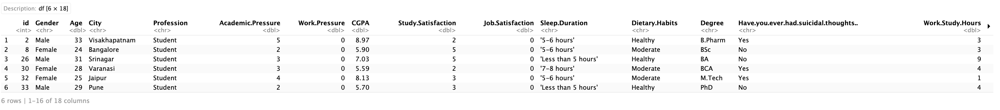 Description: df [6 × 18]
id Gender Age City Profession Academic.Pressure Work.Pressure CGPA Study.Satisfaction Job.Satisfaction Sleep.Duration Dietary.Habits Degree Have.you.ever.had.suicidal.thoughts.. Work.Study.Hours
<int> <chr> <dbl> <chr> <chr> <dbl> <dbl> <dbl> <dbl> <chr> <chr> <chr> <chr> <dbl>
1 2 Male 33 Visakhapatnam Student 5 0 8.97 2 0 '5-6 hours' Healthy B.Pharm Yes 3
2 8 Female 24 Bangalore Student 2 0 5.90 5 0 '5-6 hours' Moderate BSc No 3
3 26 Male 31 Srinagar Student 3 0 7.03 5 0 'Less than 5 hours' Healthy BA No 9
4 30 Female 28 Varanasi Student 3 0 5.59 2 0 '7-8 hours' Moderate BCA Yes 4
5 32 Female 25 Jaipur Student 4 0 8.13 3 0 '5-6 hours' Moderate M.Tech Yes 1
6 33 Male 29 Pune Student 2 0 5.70 3 0 'Less than 5 hours' Healthy PhD No 4
6 rows | 1-16 of 18 columns